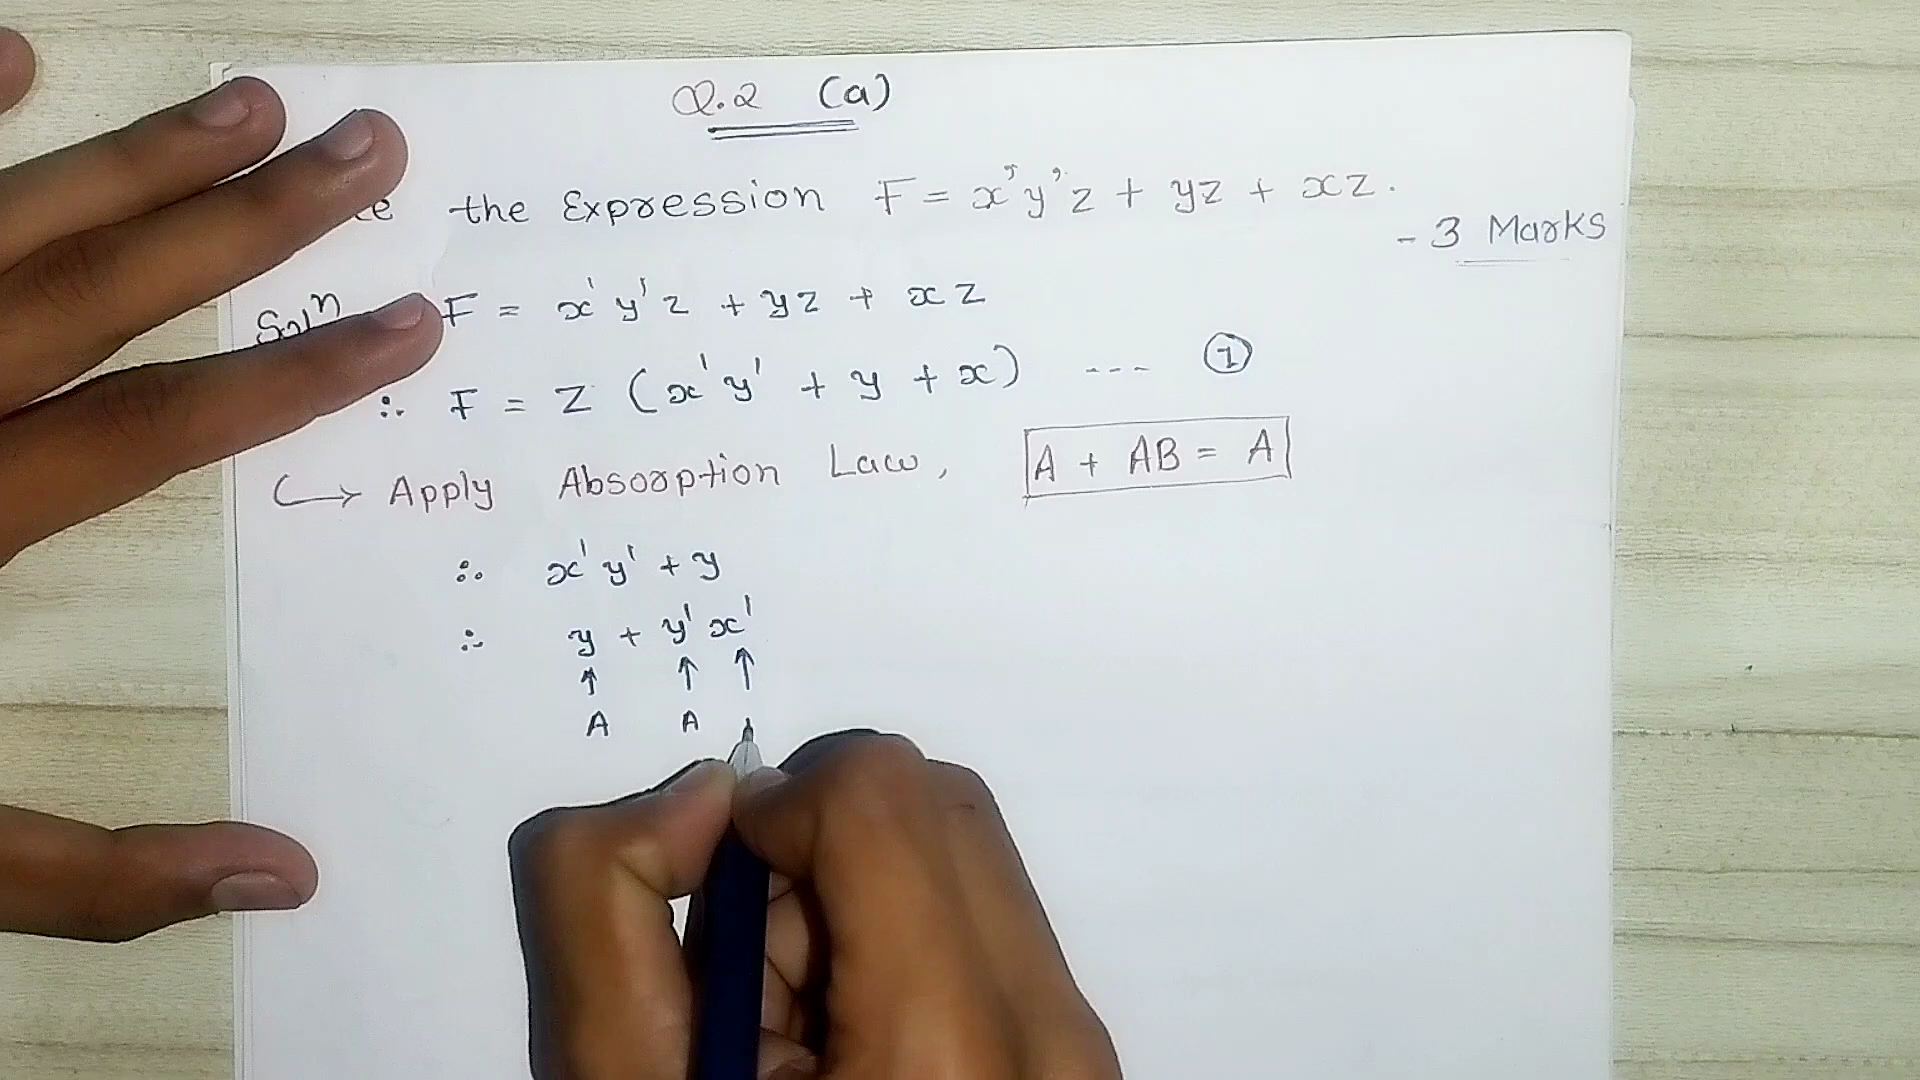 Q.2 (a)
the Expression F = x'y'z + yz + xz.
- 3 Marks
Solⁿ F = x'y'z + yz + xz
∴ F = z (x'y' + y + x) ---- ①
↪ Apply Absorption Law, A + AB = A
∴ x'y' + y
∴ y + y'x'
↑ ↑ ↑
A A